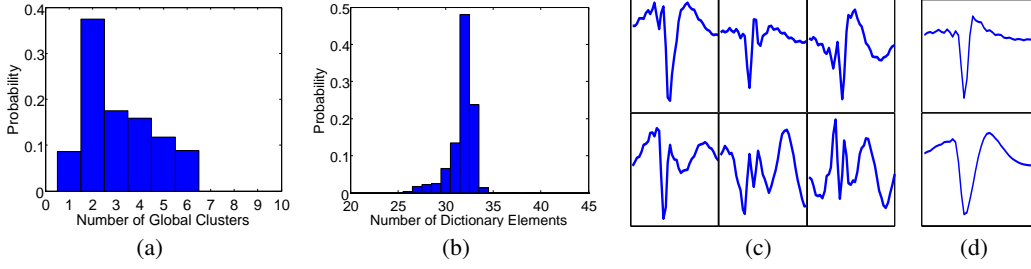 0.4
0.3
0.2
0.1
0
Probability
1 2 3 4 5 6 7 8 9 10
Number of Global Clusters
(a)
0.5
0.4
0.3
0.2
0.1
0
Probability
20 25 30 35 40 45
Number of Dictionary Elements
(b)
(c)
(d)